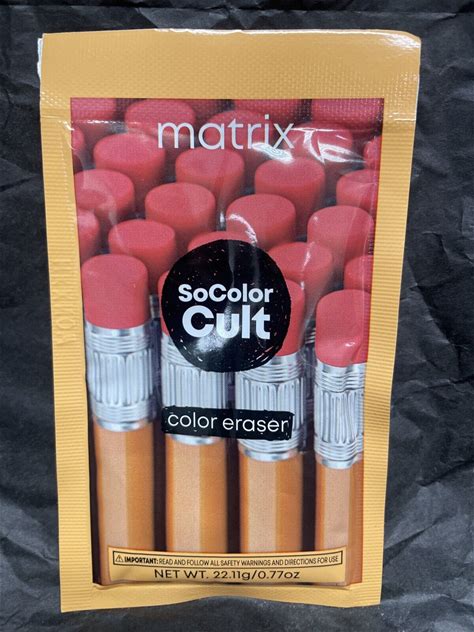 matrix
SoColor
Cult
color eraser
⚠ IMPORTANT: READ AND FOLLOW ALL SAFETY WARNINGS AND DIRECTIONS FOR USE
NET WT. 22.11g/0.77oz